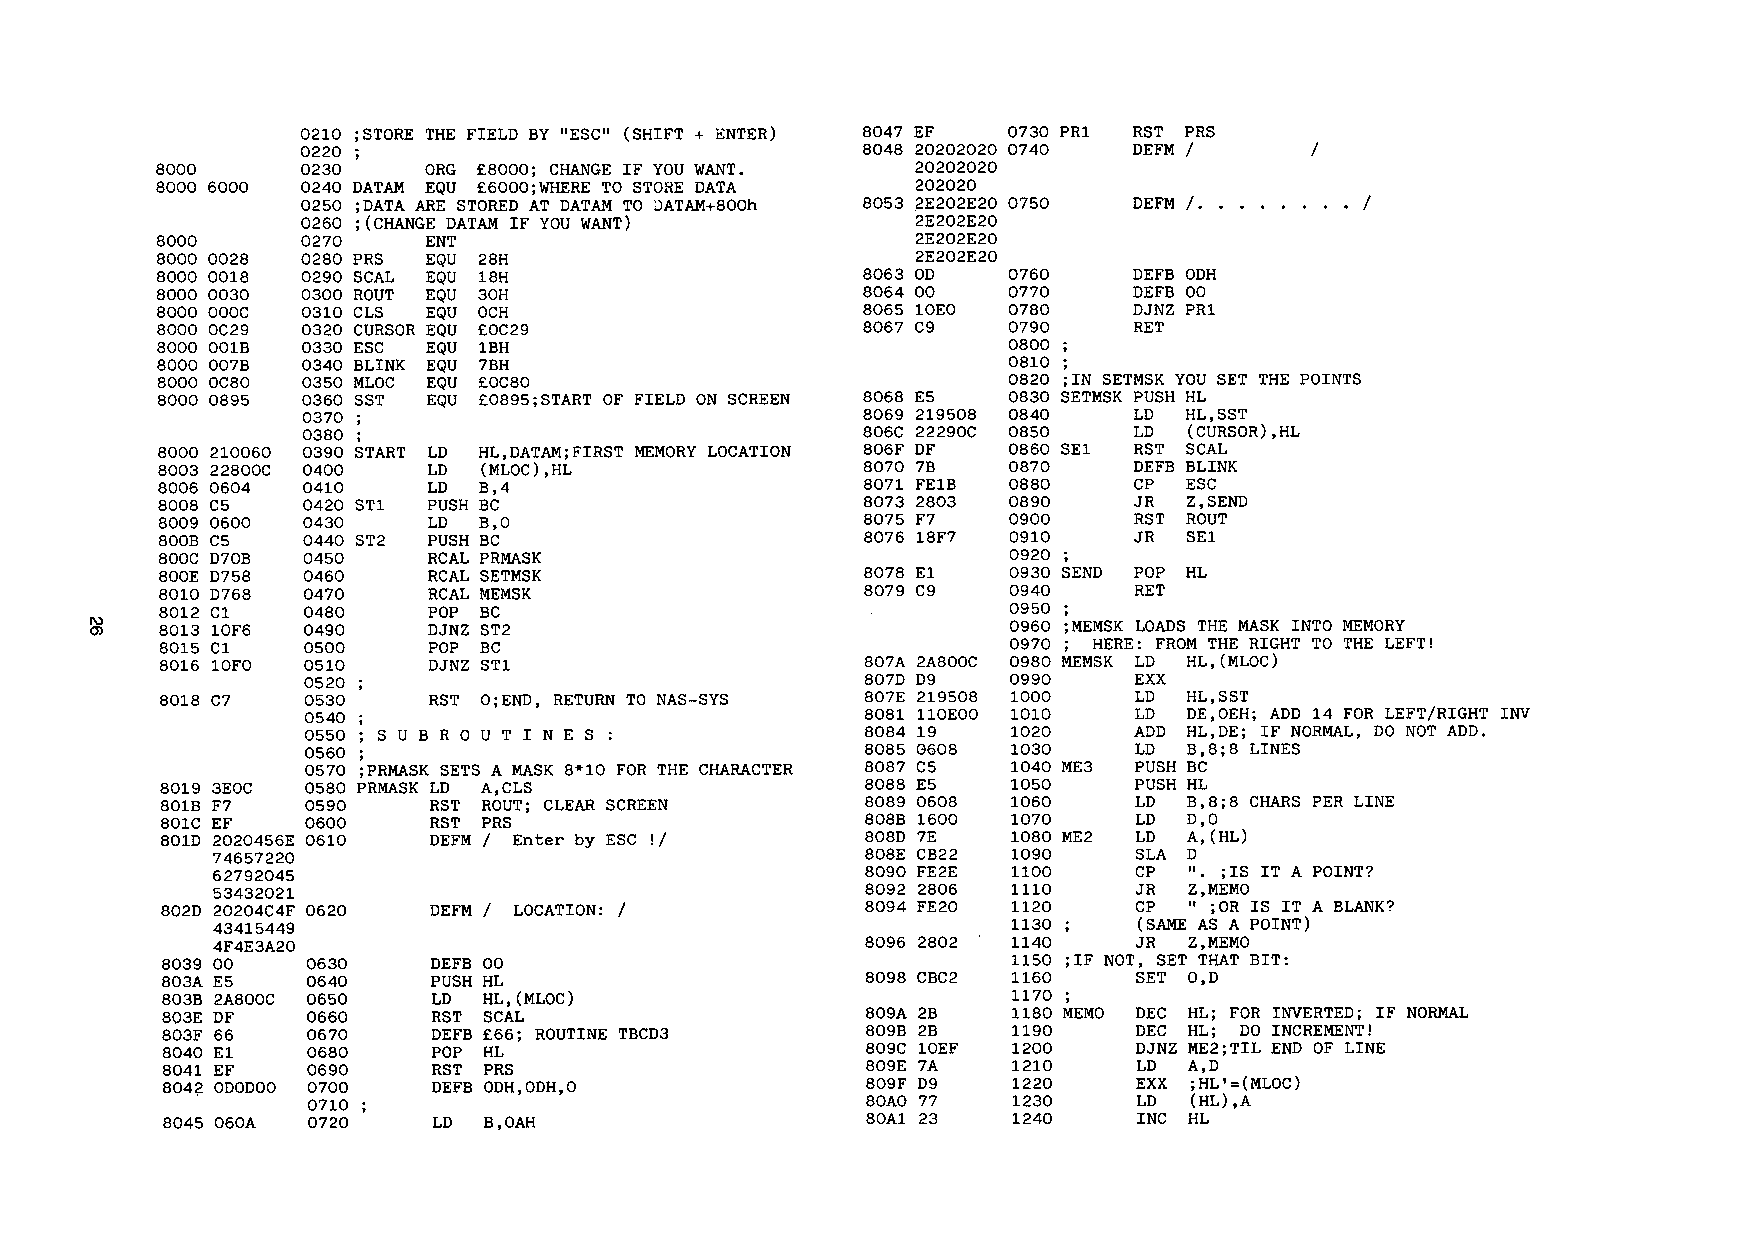 0210 ;STORE THE FIELD BY "ESC" (SHIFT + ENTER)
0220 ;
8000 0230 ORG £8000; CHANGE IF YOU WANT.
8000 6000 0240 DATAM EQU £6000;WHERE TO STORE DATA
0250 ;DATA ARE STORED AT DATAM TO DATAM+800h
0260 ;(CHANGE DATAM IF YOU WANT)
8000 0270 ENT
8000 0028 0280 PRS EQU 28H
8000 0018 0290 SCAL EQU 18H
8000 0030 0300 ROUT EQU 30H
8000 000C 0310 CLS EQU 0CH
8000 0C29 0320 CURSOR EQU £0C29
8000 001B 0330 ESC EQU 1BH
8000 007B 0340 BLINK EQU 7BH
8000 0C80 0350 MLOC EQU £0C80
8000 0895 0360 SST EQU £0895;START OF FIELD ON SCREEN
0370 ;
0380 ;
8000 210060 0390 START LD HL,DATAM;FIRST MEMORY LOCATION
8003 22800C 0400 LD (MLOC),HL
8006 0604 0410 LD B,4
8008 C5 0420 ST1 PUSH BC
8009 0600 0430 LD B,0
800B C5 0440 ST2 PUSH BC
800C D70B 0450 RCAL PRMASK
800E D758 0460 RCAL SETMSK
8010 D768 0470 RCAL MEMSK
8012 C1 0480 POP BC
8013 10F6 0490 DJNZ ST2
8015 C1 0500 POP BC
8016 10F0 0510 DJNZ ST1
0520 ;
8018 C7 0530 RST 0;END, RETURN TO NAS-SYS
0540 ;
0550 ; S U B R O U T I N E S :
0560 ;
0570 ;PRMASK SETS A MASK 8*10 FOR THE CHARACTER
8019 3E0C 0580 PRMASK LD A,CLS
801B F7 0590 RST ROUT; CLEAR SCREEN
801C EF 0600 RST PRS
801D 2020456E 0610 DEFM / Enter by ESC !/
74657220
62792045
53432021
802D 20204C4F 0620 DEFM / LOCATION: /
43415449
4F4E3A20
8039 00 0630 DEFB 00
803A E5 0640 PUSH HL
803B 2A800C 0650 LD HL,(MLOC)
803E DF 0660 RST SCAL
803F 66 0670 DEFB £66; ROUTINE TBCD3
8040 E1 0680 POP HL
8041 EF 0690 RST PRS
8042 0D0D00 0700 DEFB 0DH,0DH,0
0710 ;
8045 060A 0720 LD B,0AH
8047 EF 0730 PR1 RST PRS
8048 20202020 0740 DEFM / /
20202020
202020
8053 2E202E20 0750 DEFM /. . . . . . . . /
2E202E20
2E202E20
2E202E20
8063 0D 0760 DEFB 0DH
8064 00 0770 DEFB 00
8065 10E0 0780 DJNZ PR1
8067 C9 0790 RET
0800 ;
0810 ;
0820 ;IN SETMSK YOU SET THE POINTS
8068 E5 0830 SETMSK PUSH HL
8069 219508 0840 LD HL,SST
806C 22290C 0850 LD (CURSOR),HL
806F DF 0860 SE1 RST SCAL
8070 7B 0870 DEFB BLINK
8071 FE1B 0880 CP ESC
8073 2803 0890 JR Z,SEND
8075 F7 0900 RST ROUT
8076 18F7 0910 JR SE1
0920 ;
8078 E1 0930 SEND POP HL
8079 C9 0940 RET
0950 ;
0960 ;MEMSK LOADS THE MASK INTO MEMORY
0970 ; HERE: FROM THE RIGHT TO THE LEFT!
807A 2A800C 0980 MEMSK LD HL,(MLOC)
807D D9 0990 EXX
807E 219508 1000 LD HL,SST
8081 110E00 1010 LD DE,0EH; ADD 14 FOR LEFT/RIGHT INV
8084 19 1020 ADD HL,DE; IF NORMAL, DO NOT ADD.
8085 0608 1030 LD B,8;8 LINES
8087 C5 1040 ME3 PUSH BC
8088 E5 1050 PUSH HL
8089 0608 1060 LD B,8;8 CHARS PER LINE
808B 1600 1070 LD D,0
808D 7E 1080 ME2 LD A,(HL)
808E CB22 1090 SLA D
8090 FE2E 1100 CP ". ;IS IT A POINT?
8092 2806 1110 JR Z,MEMO
8094 FE20 1120 CP " ;OR IS IT A BLANK?
1130 ; (SAME AS A POINT)
8096 2802 1140 JR Z,MEMO
1150 ;IF NOT, SET THAT BIT:
8098 CBC2 1160 SET 0,D
1170 ;
809A 2B 1180 MEMO DEC HL; FOR INVERTED; IF NORMAL
809B 2B 1190 DEC HL; DO INCREMENT!
809C 10EF 1200 DJNZ ME2;TIL END OF LINE
809E 7A 1210 LD A,D
809F D9 1220 EXX ;HL'=(MLOC)
80A0 77 1230 LD (HL),A
80A1 23 1240 INC HL
26